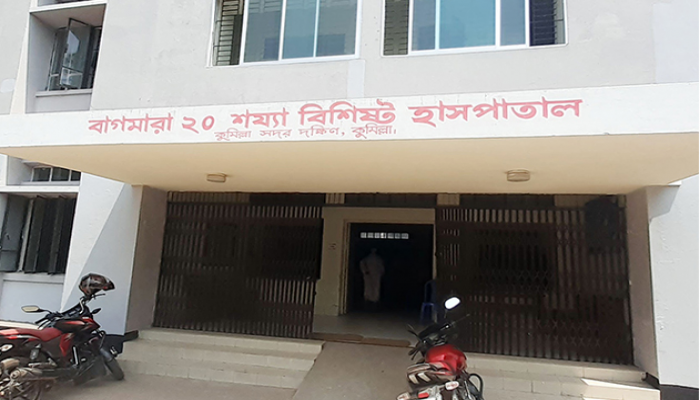 বাগমারা ২০ শয্যা বিশিষ্ট হাসপাতাল
কুমিল্লা সদর দক্ষিণ, কুমিল্লা।